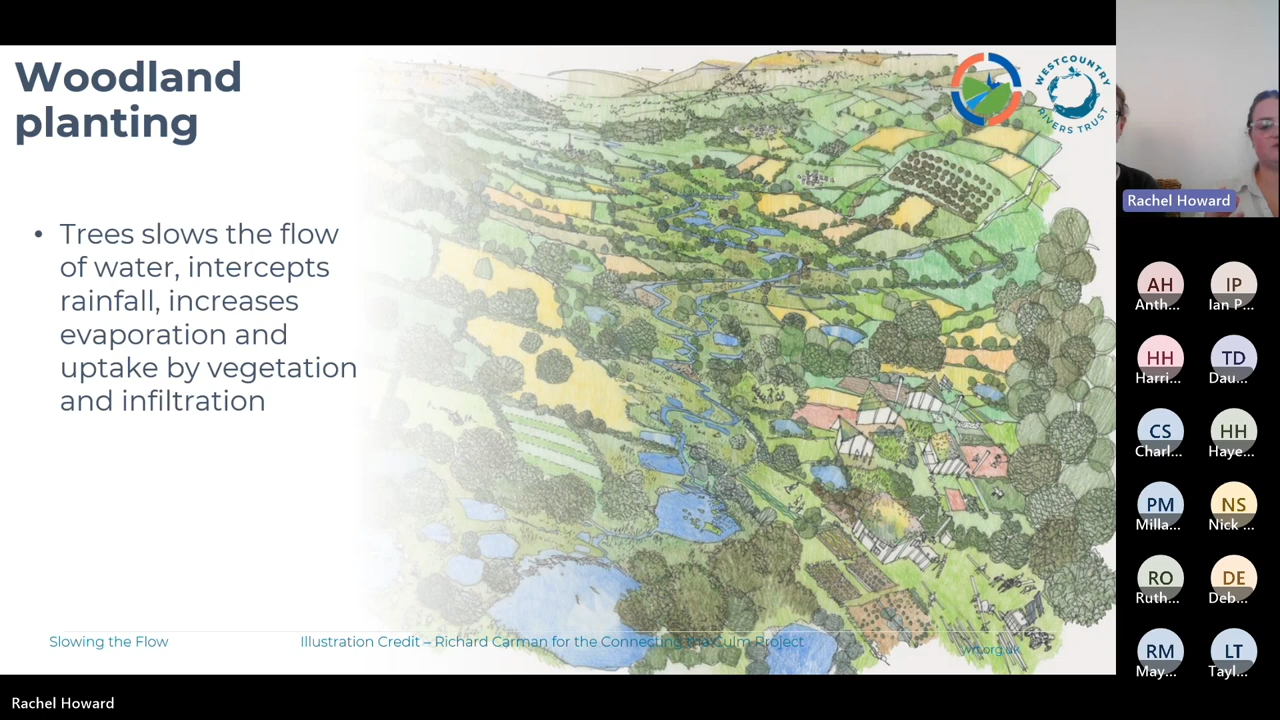 Woodland
planting
WESTCOUNTRY
RIVERS TRUST
• Trees slows the flow
of water, intercepts
rainfall, increases
evaporation and
uptake by vegetation
and infiltration
Slowing the Flow
Illustration Credit – Richard Carman for the Connecting the Culm Project
wrt.org.uk
Rachel Howard
AH
Anth...
IP
Ian P...
HH
Harri...
TD
Dau...
CS
Charl...
HH
Haye...
PM
Milla...
NS
Nick ...
RO
Ruth...
DE
Deb...
RM
May...
LT
Tayl...
Rachel Howard